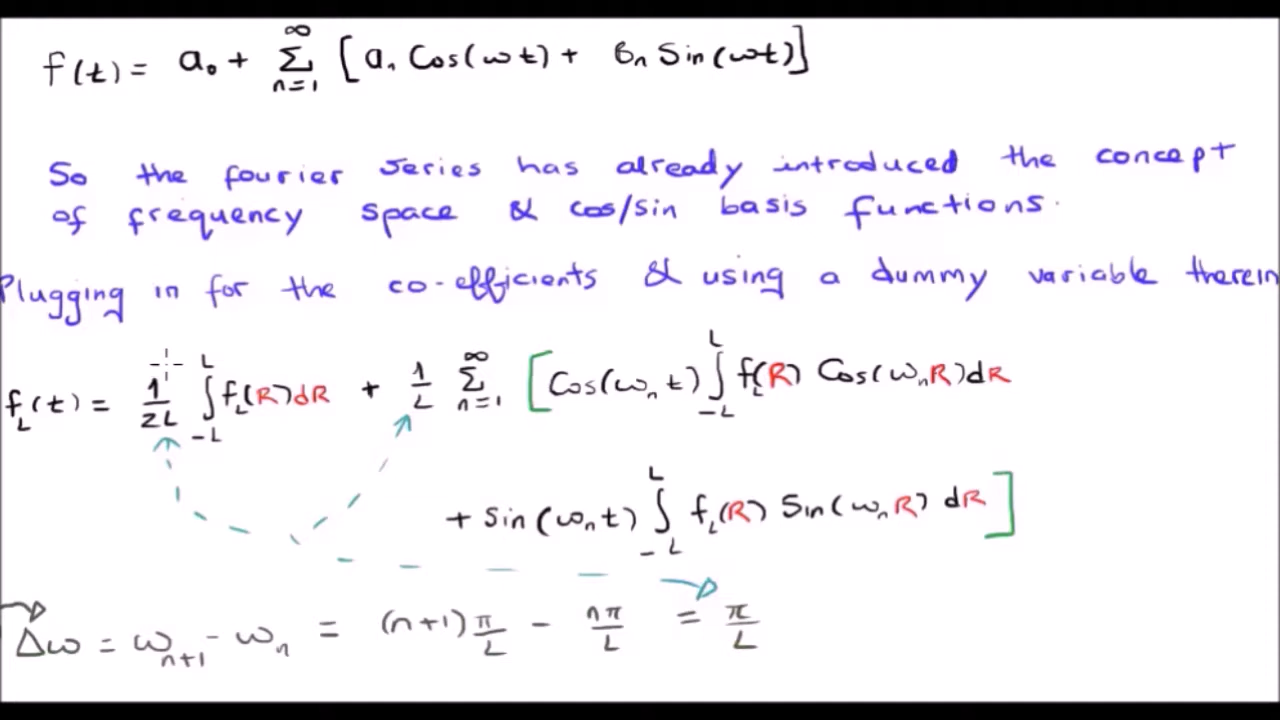 f(t) = a₀ + ∑_{n=1}^{∞} [aₙ Cos(ωt) + bₙ Sin(ωt)]
So the fourier series has already introduced the concept
of frequency space & cos/sin basis functions.
Plugging in for the co-efficients & using a dummy variable therein
f_L(t) = 1/2L ∫_{-L}^{L} f_L(R)dR + 1/L ∑_{n=1}^{∞} [Cos(ωₙt) ∫_{-L}^{L} f_L(R) Cos(ωₙR)dR
+ Sin(ωₙt) ∫_{-L}^{L} f_L(R) Sin(ωₙR) dR]
Δω = ω_{n+1} - ωₙ = (n+1)π/L - nπ/L = π/L